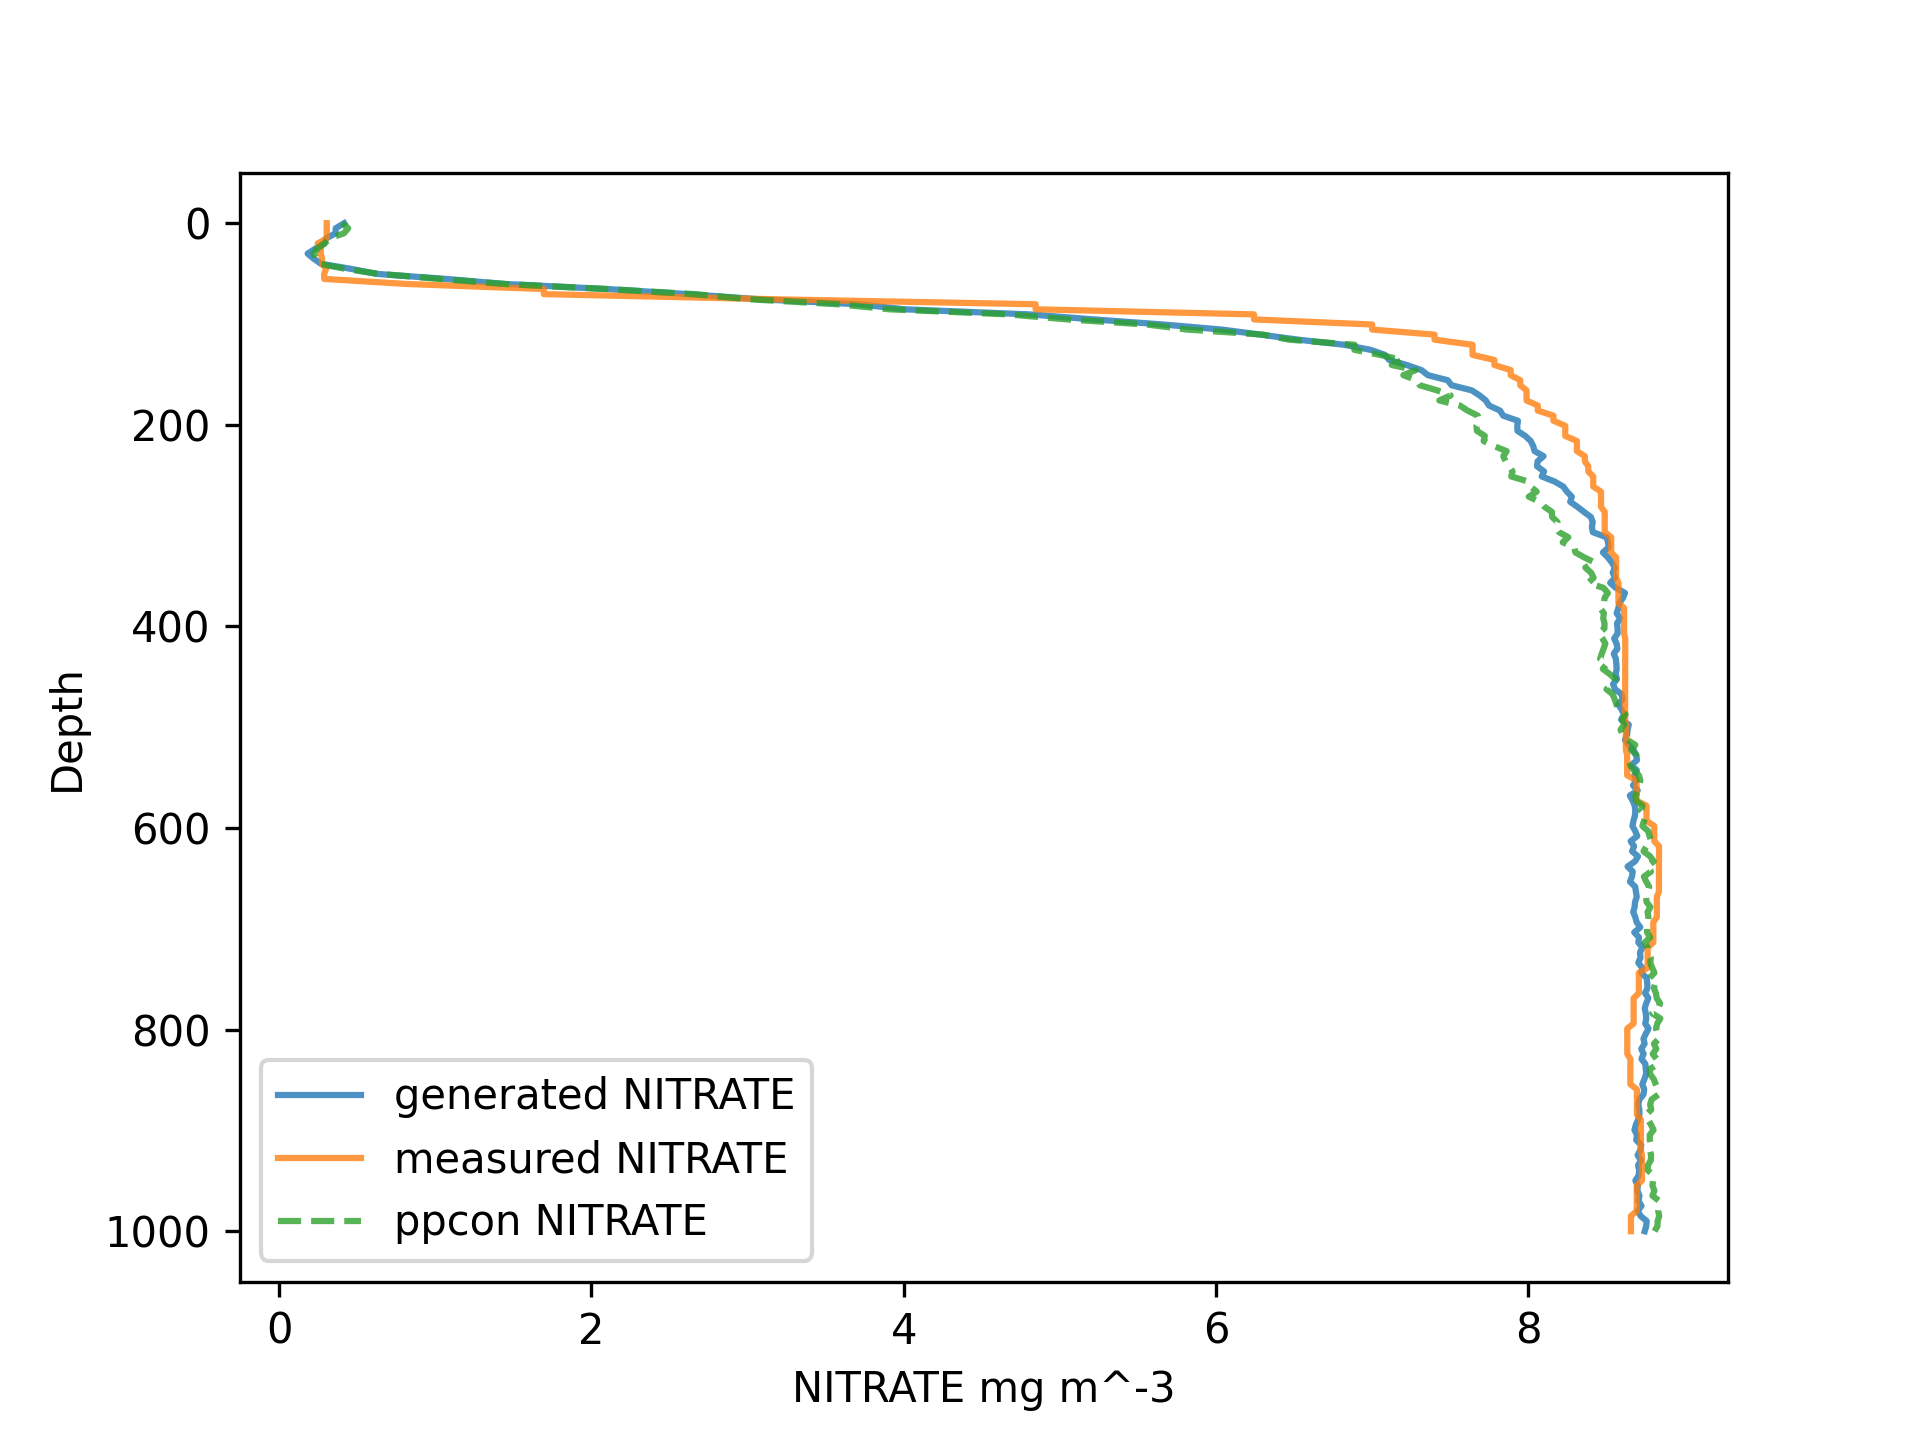 0
200
400
600
800
1000
Depth
generated NITRATE
measured NITRATE
ppcon NITRATE
0 2 4 6 8
NITRATE mg m^-3